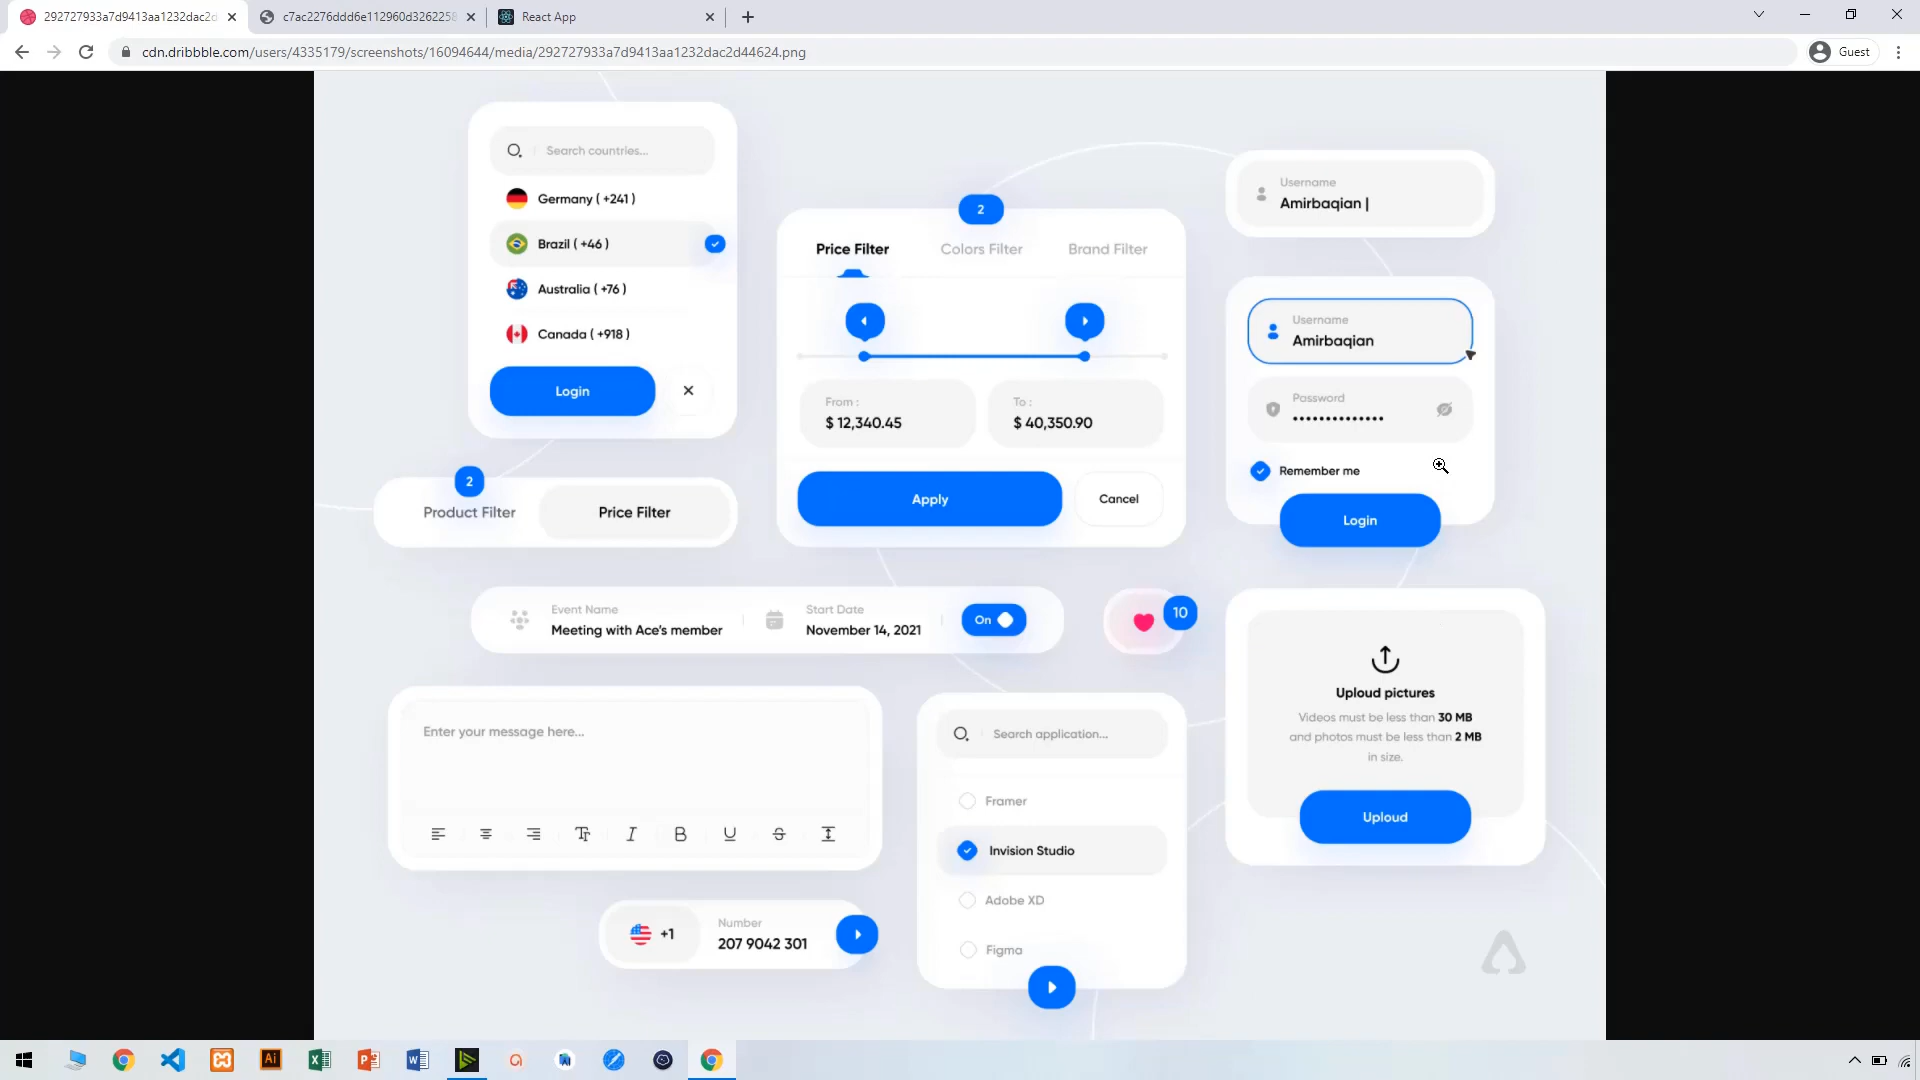 292727933a7d9413aa1232dac2d
c7ac2276ddd6e112960d3262258
React App
cdn.dribbble.com/users/4335179/screenshots/16094644/media/292727933a7d9413aa1232dac2d44624.png
Guest
Search countries...
Germany ( +241 )
Brazil ( +46 )
Australia ( +76 )
Canada ( +918 )
Login
2
Product Filter
Price Filter
2
Price Filter
Colors Filter
Brand Filter
From :
$ 12,340.45
To :
$ 40,350.90
Apply
Cancel
Username
Amirbaqian |
Username
Amirbaqian
Password
Remember me
Login
Event Name
Meeting with Ace's member
Start Date
November 14, 2021
On
10
Enter your message here...
Search application...
Framer
Invision Studio
Adobe XD
Figma
Upload pictures
Videos must be less than 30 MB
and photos must be less than 2 MB
in size.
Upload
+1
Number
207 9042 301